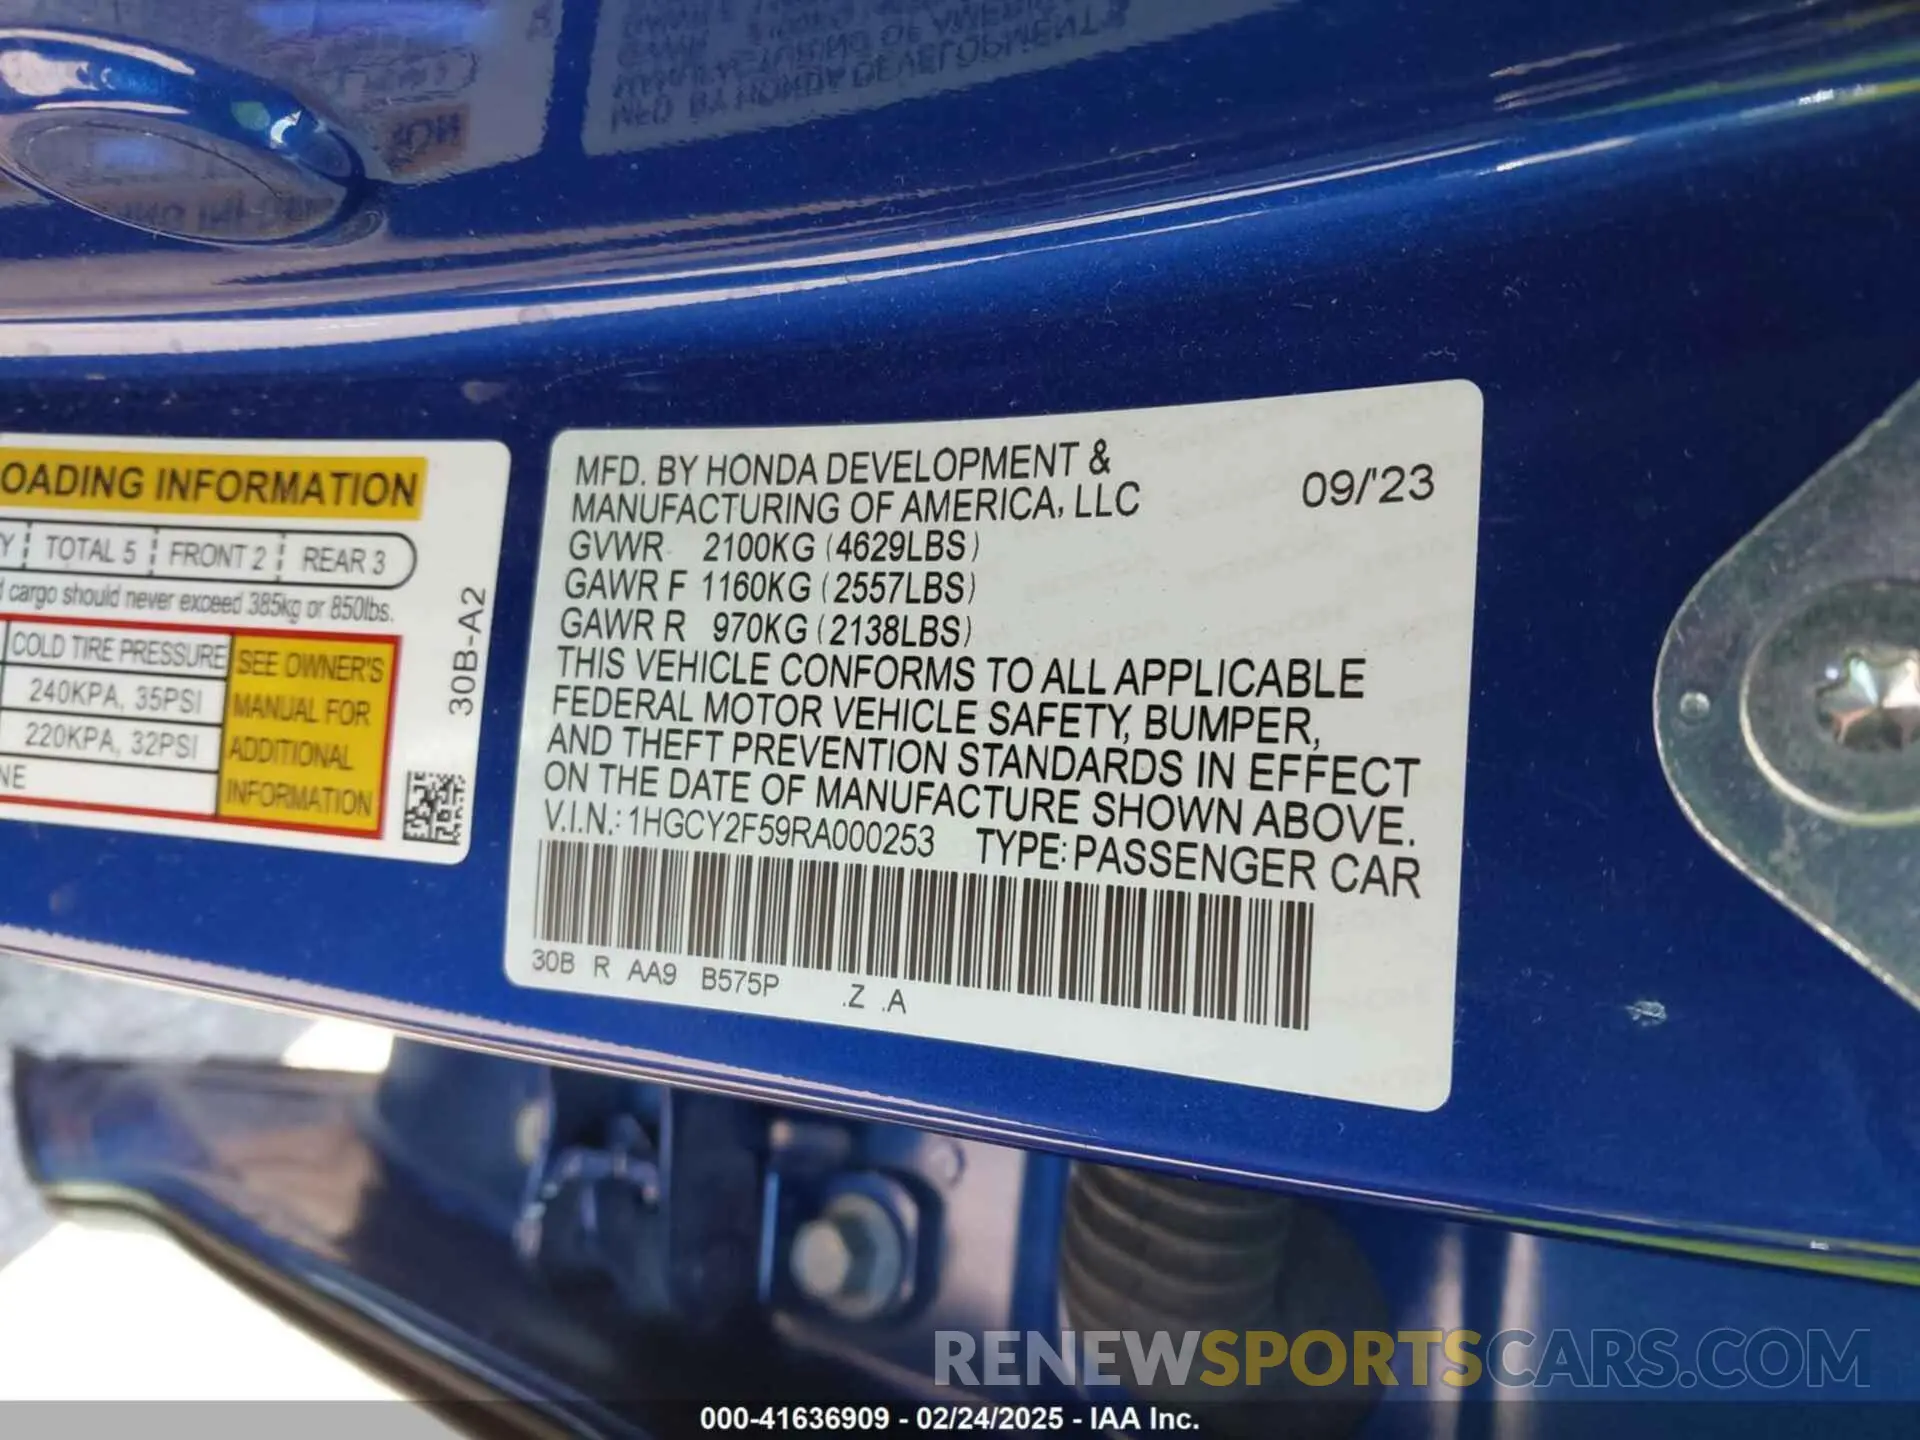 OADING INFORMATION
Y TOTAL 5 FRONT 2 REAR 3
cargo should never exceed 385kg or 850lbs.
COLD TIRE PRESSURE
240KPA, 35PSI
220KPA, 32PSI
NE
SEE OWNER'S
MANUAL FOR
ADDITIONAL
INFORMATION
30B-A2
MFD. BY HONDA DEVELOPMENT &
MANUFACTURING OF AMERICA, LLC
09/'23
GVWR 2100KG (4629LBS)
GAWR F 1160KG (2557LBS)
GAWR R 970KG (2138LBS)
THIS VEHICLE CONFORMS TO ALL APPLICABLE
FEDERAL MOTOR VEHICLE SAFETY, BUMPER,
AND THEFT PREVENTION STANDARDS IN EFFECT
ON THE DATE OF MANUFACTURE SHOWN ABOVE.
V.I.N.: 1HGCY2F59RA000253 TYPE: PASSENGER CAR
30B R AA9 B575P .Z .A
RENEWSPORTSCARS.COM
000-41636909 - 02/24/2025 - IAA Inc.